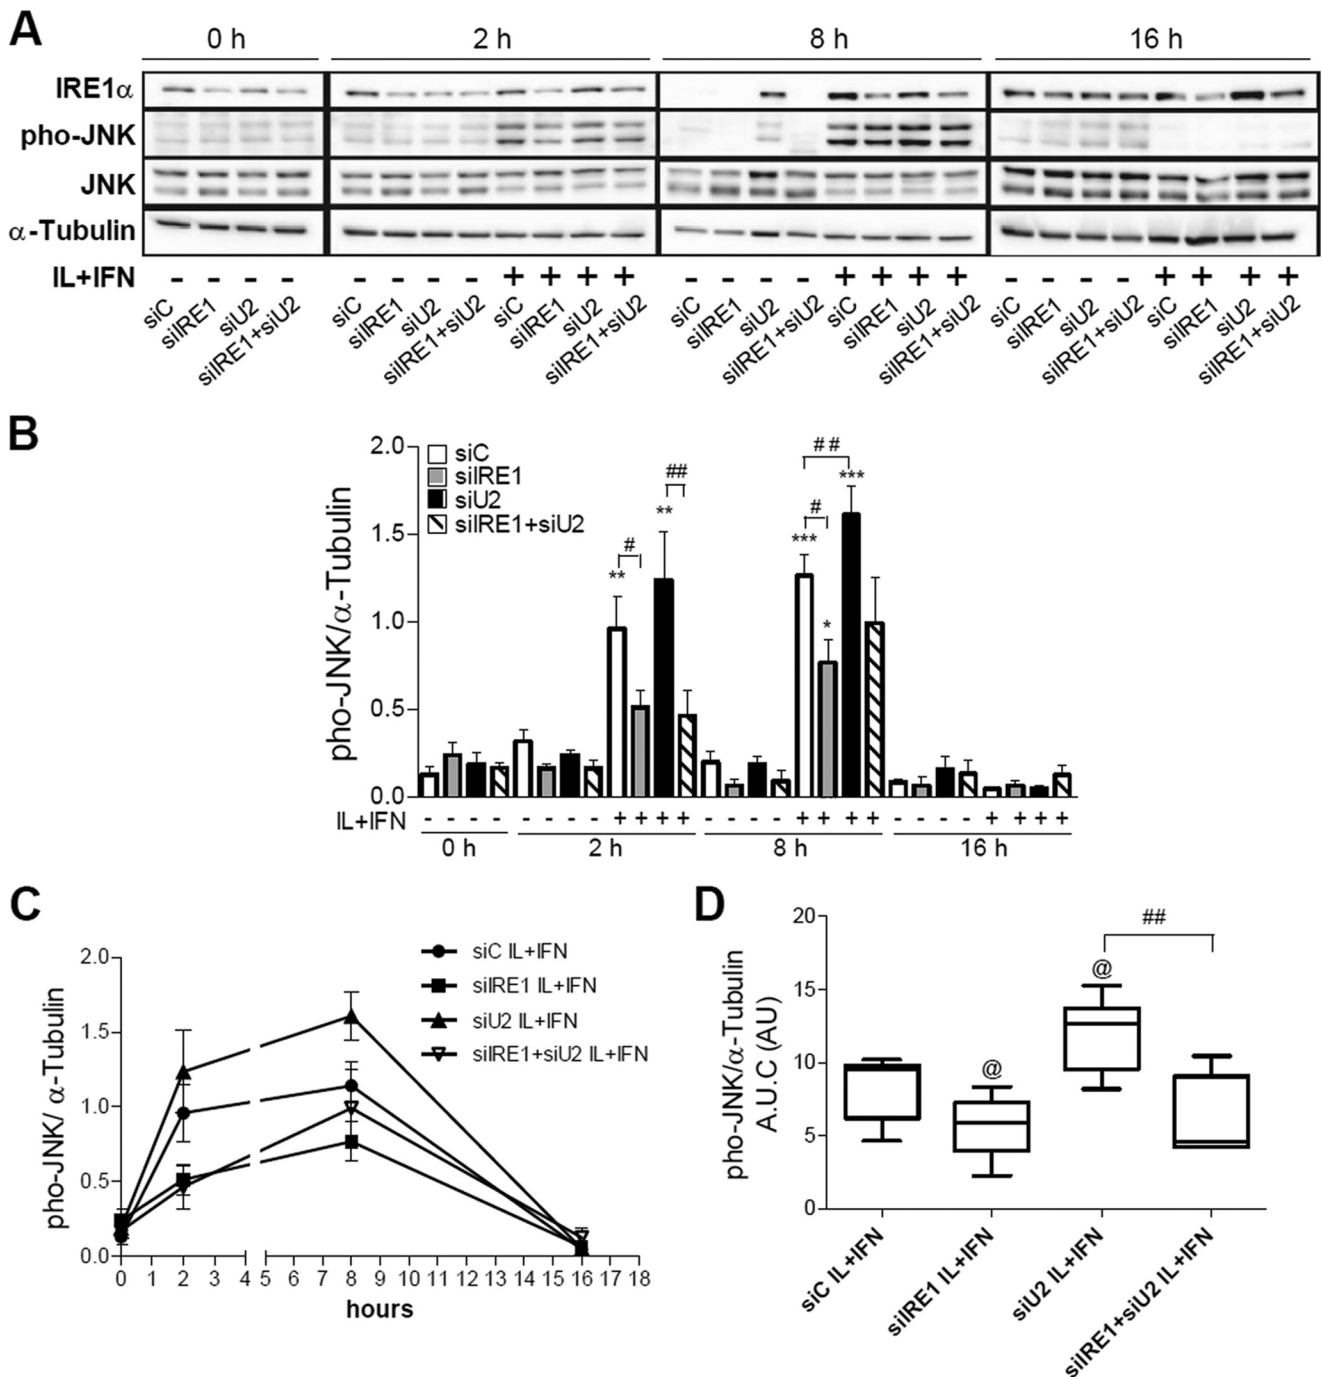 A
0 h 2 h 8 h 16 h
IRE1α
pho-JNK
JNK
α-Tubulin
IL+IFN - - - - - - - - + + + + - - - - + + + + - - - - + + + +
siC siIRE1 siU2 siIRE1+siU2 siC siIRE1 siU2 siIRE1+siU2 siC siIRE1 siU2 siIRE1+siU2 siC siIRE1 siU2 siIRE1+siU2 siC siIRE1 siU2 siIRE1+siU2 siC siIRE1 siU2 siIRE1+siU2 siC siIRE1 siU2 siIRE1+siU2
B
pho-JNK/α-Tubulin
2.0
1.5
1.0
0.5
0.0
siC
siIRE1
siU2
siIRE1+siU2
# # ***
##
**
#
**
#
***
*
IL+IFN - - - - - - - - + + + + - - - - + + + + - - - - + + + +
0 h 2 h 8 h 16 h
C
pho-JNK/ α-Tubulin
2.0
1.5
1.0
0.5
0.0
siC IL+IFN
siIRE1 IL+IFN
siU2 IL+IFN
siIRE1+siU2 IL+IFN
0 1 2 3 4 5 6 7 8 9 10 11 12 13 14 15 16 17 18
hours
D
pho-JNK/α-Tubulin
A.U.C (AU)
20
15
10
5
0
##
@
@
siC IL+IFN
siIRE1 IL+IFN
siU2 IL+IFN
siIRE1+siU2 IL+IFN